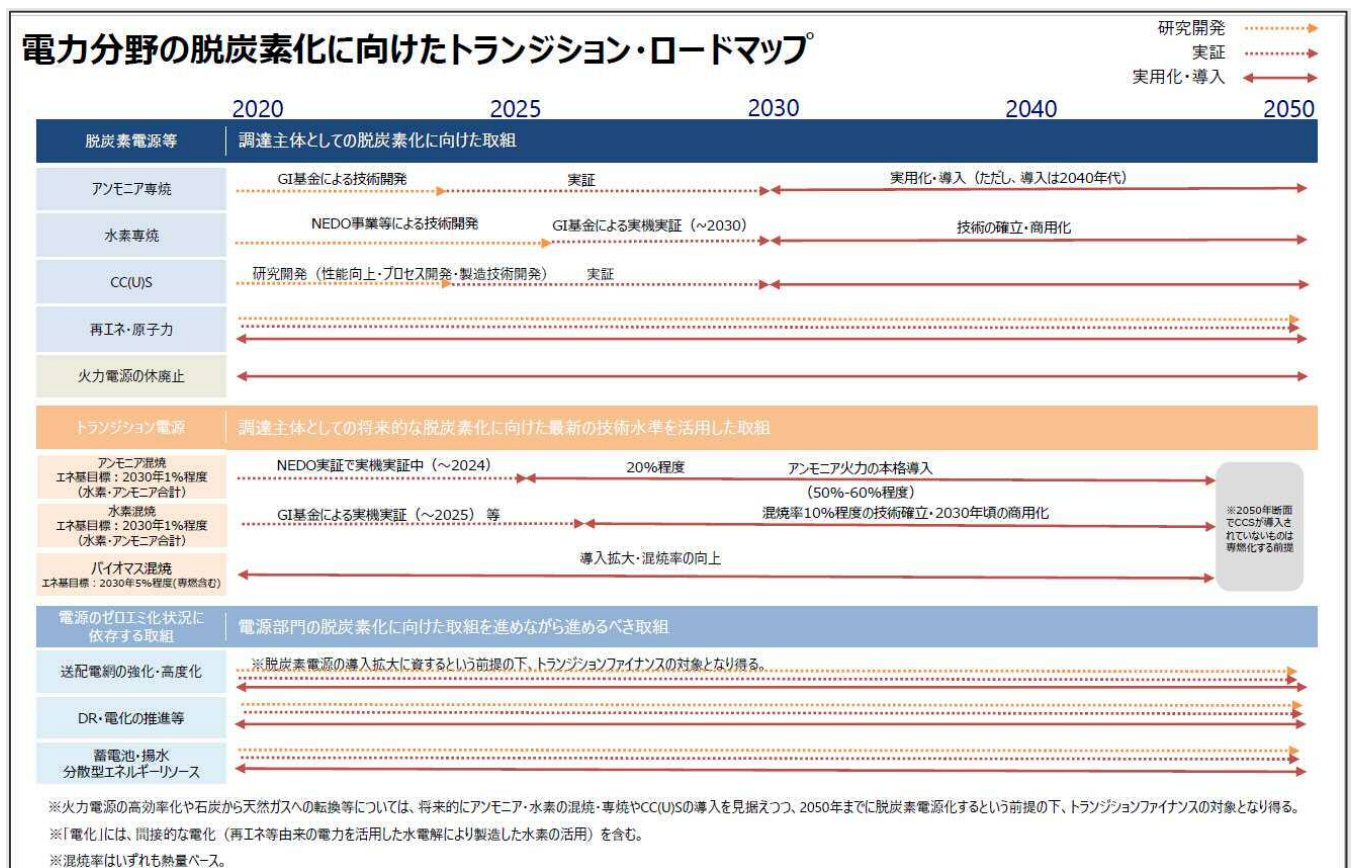 電力分野の脱炭素化に向けたトランジション・ロードマップ
研究開発
実証
実用化・導入
2020 2025 2030 2040 2050
脱炭素電源等 調達主体としての脱炭素化に向けた取組
アンモニア専焼 GI基金による技術開発 実証 実用化・導入（ただし、導入は2040年代）
水素専焼 NEDO事業等による技術開発 GI基金による実機実証（～2030） 技術の確立・商用化
CC(U)S 研究開発（性能向上・プロセス開発・製造技術開発） 実証
再エネ・原子力
火力電源の休廃止
トランジション電源 調達主体としての将来的な脱炭素化に向けた最新の技術水準を活用した取組
アンモニア混焼
エネ基目標：2030年1%程度
（水素・アンモニア合計）
NEDO実証で実機実証中（～2024） 20%程度 アンモニア火力の本格導入
（50%-60%程度）
水素混焼
エネ基目標：2030年1%程度
（水素・アンモニア合計）
GI基金による実機実証（～2025）等 混焼率10%程度の技術確立・2030年頃の商用化
※2050年断面
でCCSが導入さ
れていないものは
専燃化する前提
バイオマス混焼
エネ基目標：2030年5%程度(専燃含む)
導入拡大・混焼率の向上
電源のゼロエミ化状況に
依存する取組
電源部門の脱炭素化に向けた取組を進めながら進めるべき取組
送配電網の強化・高度化 ※脱炭素電源の導入拡大に資するという前提の下、トランジションファイナンスの対象となり得る。
DR・電化の推進等
蓄電池・揚水
分散型エネルギーリソース
※火力電源の高効率化や石炭から天然ガスへの転換等については、将来的にアンモニア・水素の混焼・専焼やCC(U)Sの導入を見据えつつ、2050年までに脱炭素電源化するという前提の下、トランジションファイナンスの対象となり得る。
※「電化」には、間接的な電化（再エネ等由来の電力を活用した水電解により製造した水素の活用）を含む。
※混焼率はいずれも熱量ベース。